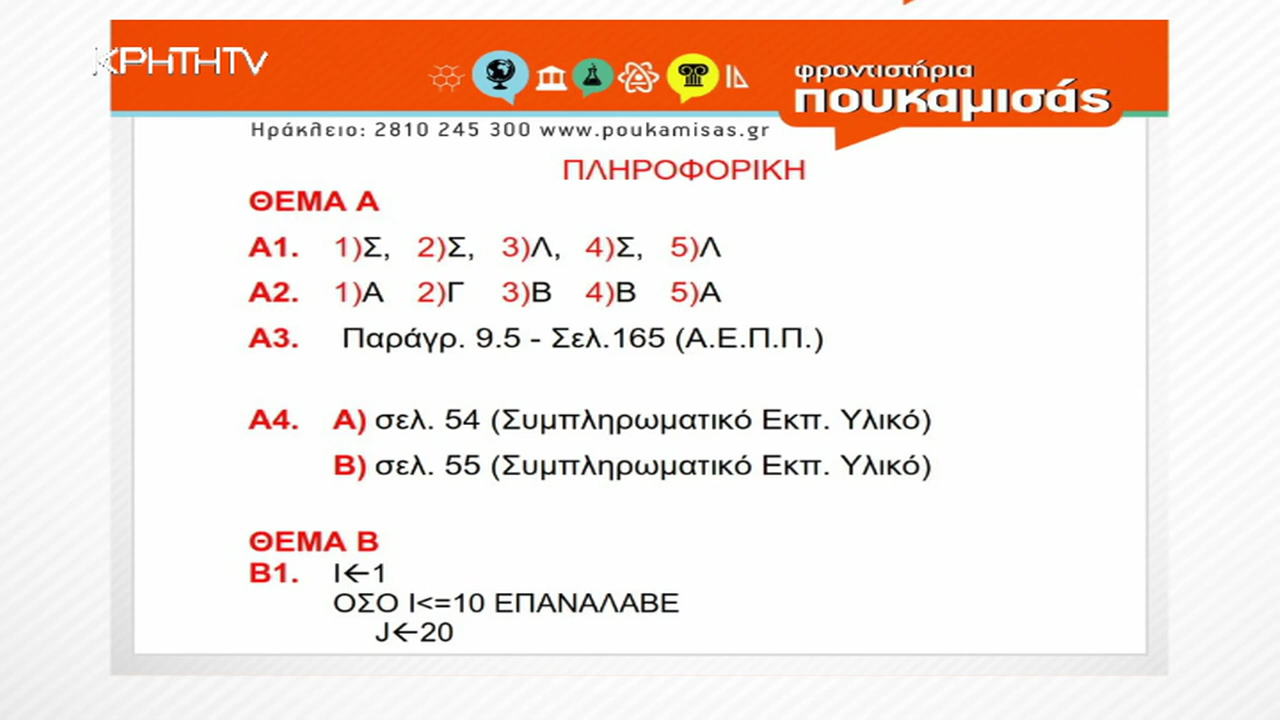 ΚΡΗΤΗTV
φροντιστήρια
πουκαμισάς
Ηράκλειο: 2810 245 300 www.poukamisas.gr
ΠΛΗΡΟΦΟΡΙΚΗ
ΘΕΜΑ Α
Α1. 1)Σ, 2)Σ, 3)Λ, 4)Σ, 5)Λ
Α2. 1)Α 2)Γ 3)Β 4)Β 5)Α
Α3. Παράγρ. 9.5 - Σελ.165 (Α.Ε.Π.Π.)
Α4. Α) σελ. 54 (Συμπληρωματικό Εκπ. Υλικό)
Β) σελ. 55 (Συμπληρωματικό Εκπ. Υλικό)
ΘΕΜΑ Β
Β1. Ι←1
ΟΣΟ Ι<=10 ΕΠΑΝΑΛΑΒΕ
J←20